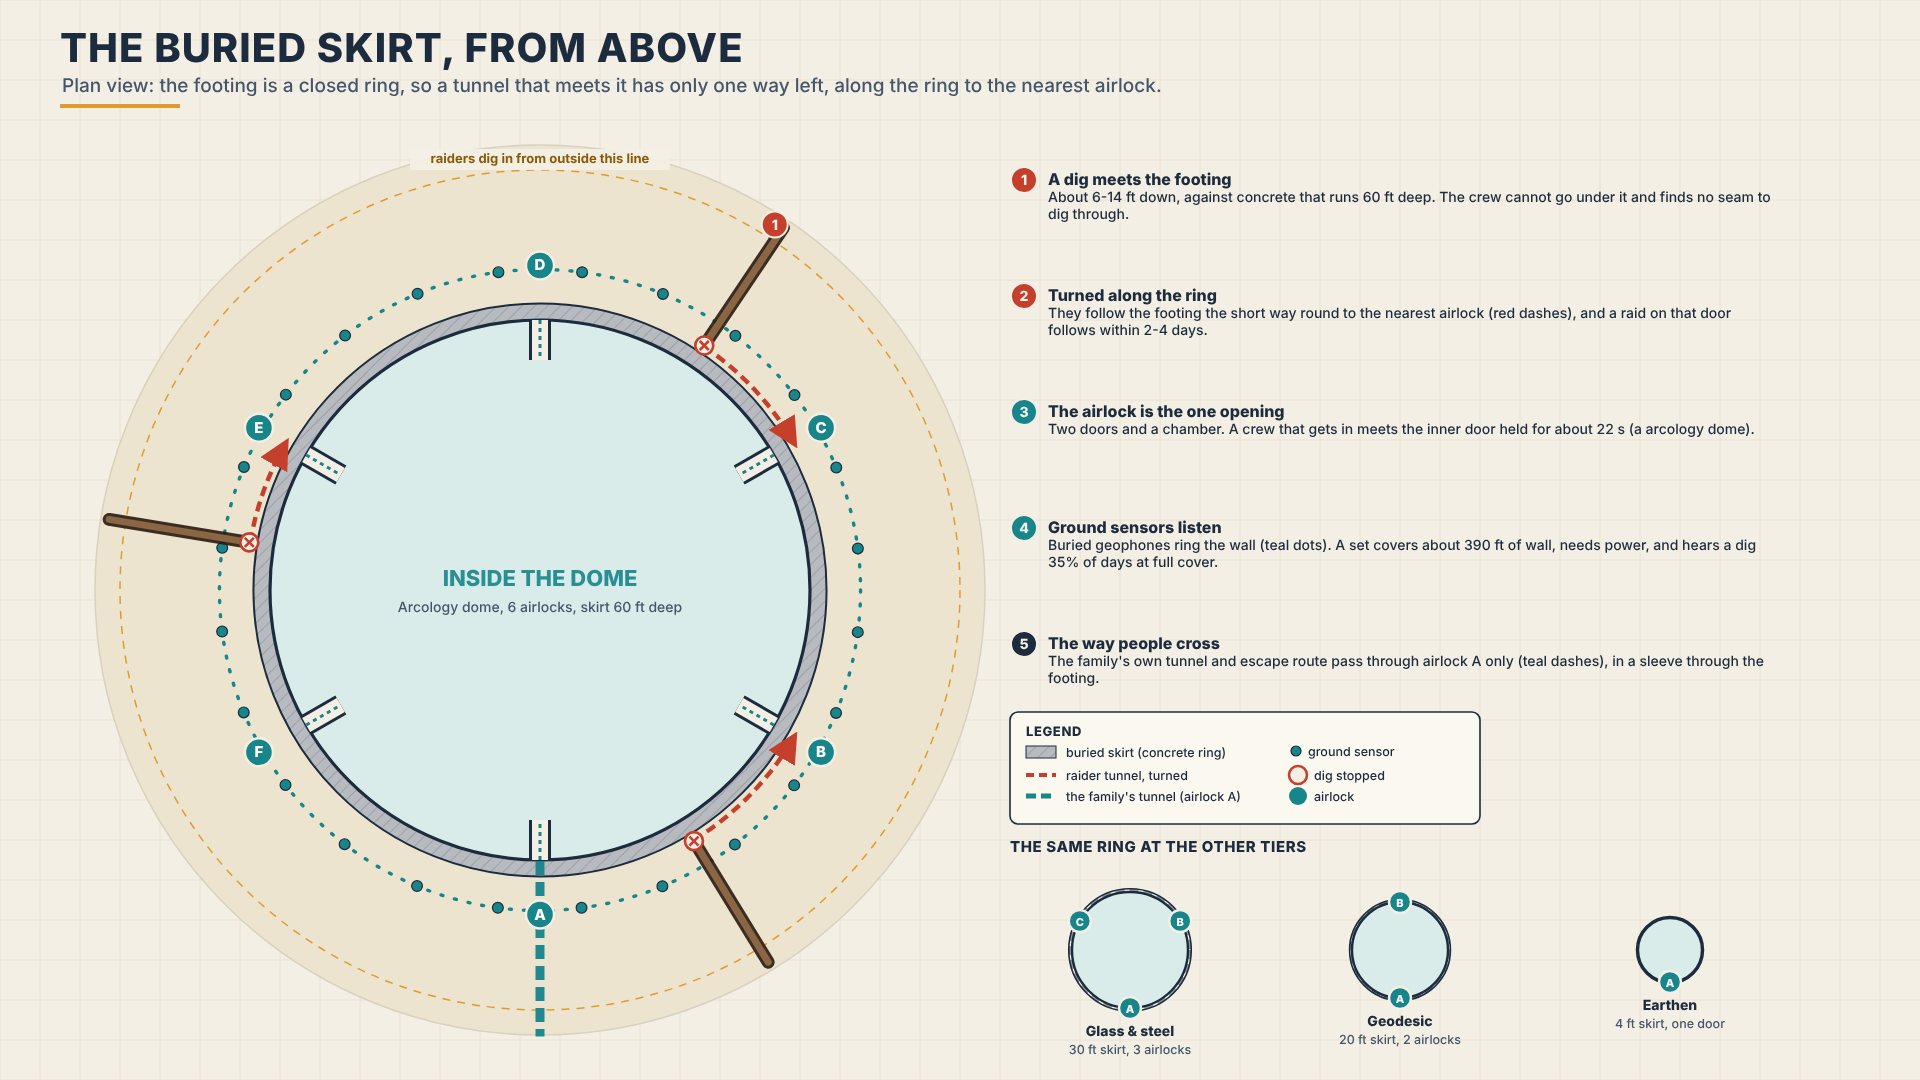 THE BURIED SKIRT, FROM ABOVE
Plan view: the footing is a closed ring, so a tunnel that meets it has only one way left, along the ring to the nearest airlock.
raiders dig in from outside this line
1
D
E
C
INSIDE THE DOME
Arcology dome, 6 airlocks, skirt 60 ft deep
F
B
A
1
A dig meets the footing
About 6-14 ft down, against concrete that runs 60 ft deep. The crew cannot go under it and finds no seam to
dig through.
2
Turned along the ring
They follow the footing the short way round to the nearest airlock (red dashes), and a raid on that door
follows within 2-4 days.
3
The airlock is the one opening
Two doors and a chamber. A crew that gets in meets the inner door held for about 22 s (a arcology dome).
4
Ground sensors listen
Buried geophones ring the wall (teal dots). A set covers about 390 ft of wall, needs power, and hears a dig
35% of days at full cover.
5
The way people cross
The family's own tunnel and escape route pass through airlock A only (teal dashes), in a sleeve through the
footing.
LEGEND
buried skirt (concrete ring)
ground sensor
raider tunnel, turned
dig stopped
the family's tunnel (airlock A)
airlock
THE SAME RING AT THE OTHER TIERS
C
B
A
Glass & steel
30 ft skirt, 3 airlocks
B
A
Geodesic
20 ft skirt, 2 airlocks
A
Earthen
4 ft skirt, one door